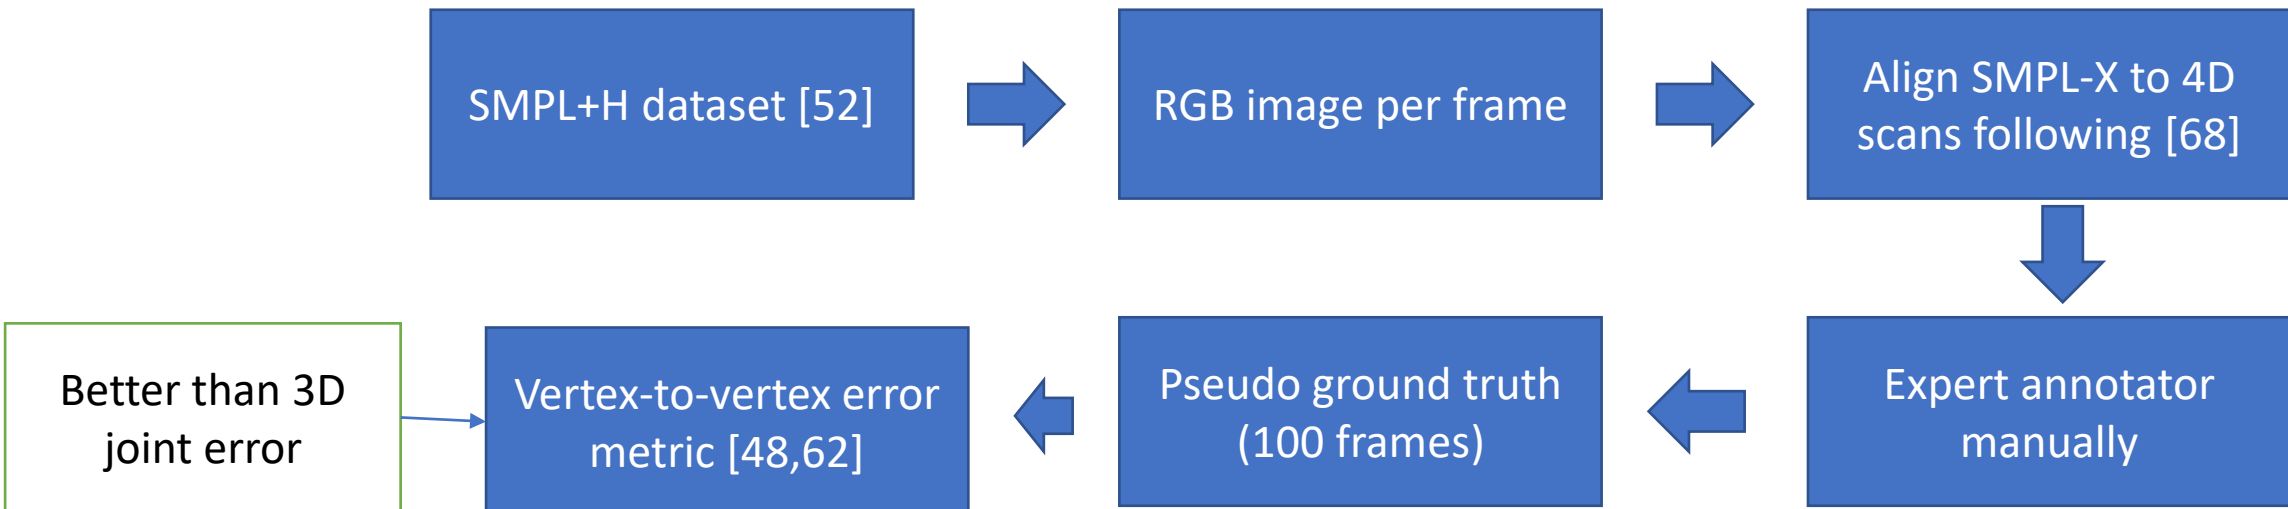 SMPL+H dataset [52]
RGB image per frame
Align SMPL-X to 4D
scans following [68]
Expert annotator
manually
Pseudo ground truth
(100 frames)
Vertex-to-vertex error
metric [48,62]
Better than 3D
joint error